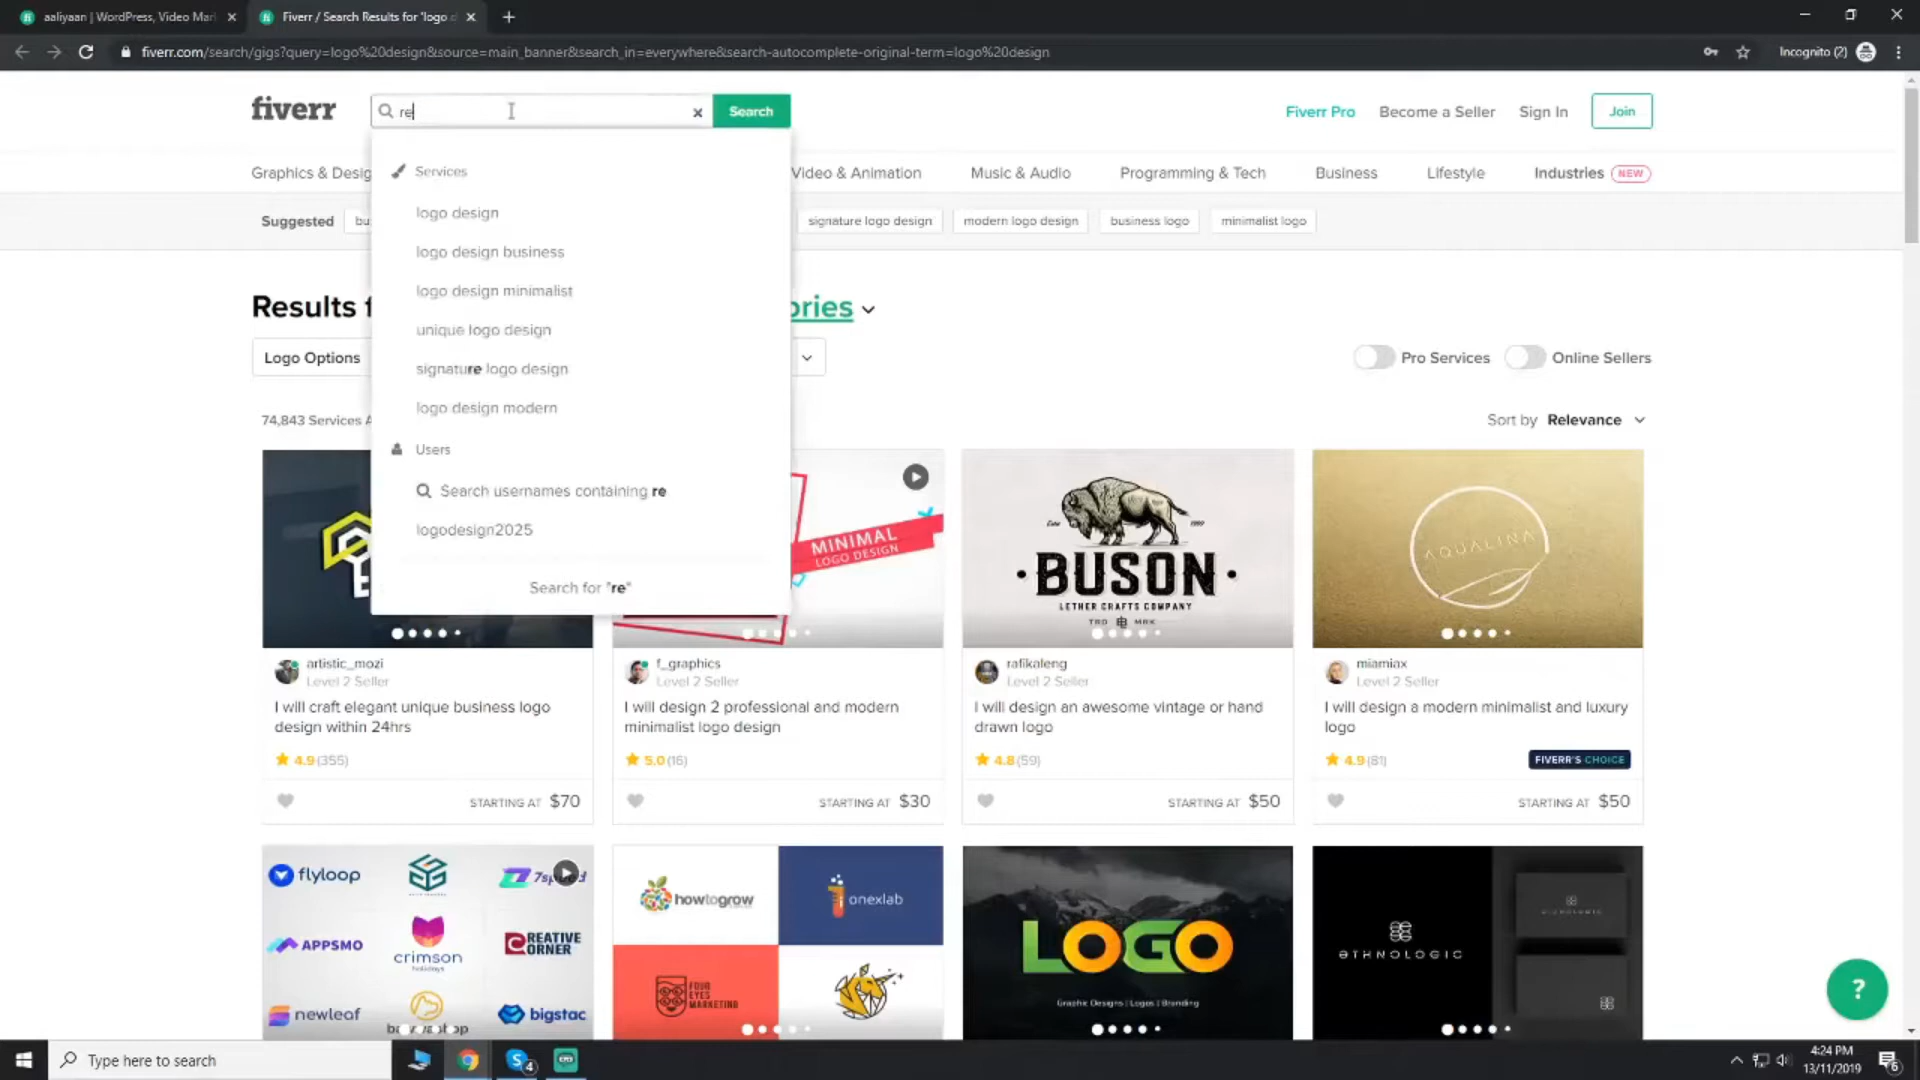 aaliyaan | WordPress, Video Mar
Fiverr / Search Results for 'logo d
fiverr.com/search/gigs?query=logo%20design&source=main_banner&search_in=everywhere&search-autocomplete-original-term=logo%20design
Incognito (2)
fiverr
re
Search
Fiverr Pro
Become a Seller
Sign In
Join
Graphics & Desig
Video & Animation
Music & Audio
Programming & Tech
Business
Lifestyle
Industries
NEW
Suggested
bu
signature logo design
modern logo design
business logo
minimalist logo
Services
logo design
logo design business
logo design minimalist
unique logo design
signature logo design
logo design modern
Users
Search usernames containing re
logodesign2025
Search for "re"
Results f
ories
Logo Options
Pro Services
Online Sellers
74,843 Services A
Sort by Relevance
MINIMAL
LOGO DESIGN
BUSON
LETHER CRAFTS COMPANY
TRD
MRK
AQUALINA
artistic_mozi
Level 2 Seller
I will craft elegant unique business logo
design within 24hrs
4.9 (355)
STARTING AT $70
f_graphics
Level 2 Seller
I will design 2 professional and modern
minimalist logo design
5.0 (16)
STARTING AT $30
rafikaleng
Level 2 Seller
I will design an awesome vintage or hand
drawn logo
4.8 (59)
STARTING AT $50
miamiax
Level 2 Seller
I will design a modern minimalist and luxury
logo
4.9 (81)
FIVERR'S CHOICE
STARTING AT $50
flyloop
APPSMO
crimson
holidays
CREATIVE
CORNER
newleaf
bigstac
howtogrow
onexlab
FOUR
EYES
MARKETING
LOGO
Graphic Designs | Logos | Branding
ETHNOLOGIC
?
Type here to search
4
4:24 PM
13/11/2019
6